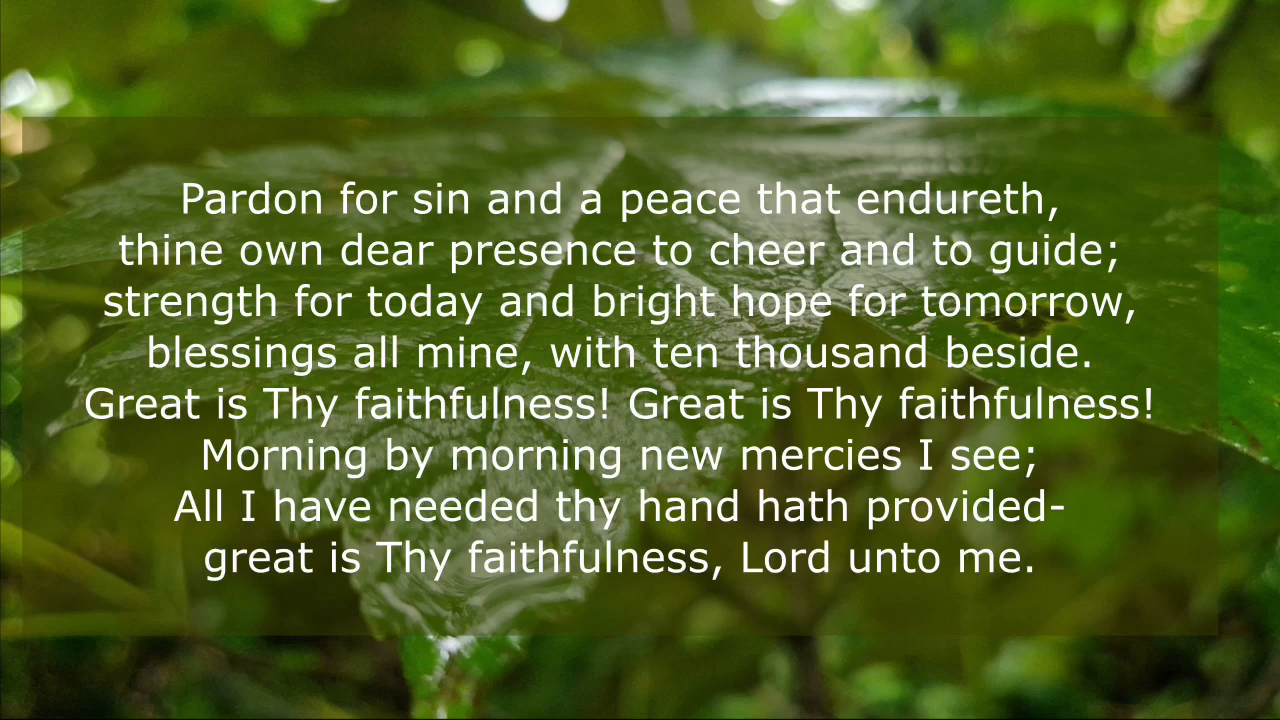 Pardon for sin and a peace that endureth,
thine own dear presence to cheer and to guide;
strength for today and bright hope for tomorrow,
blessings all mine, with ten thousand beside.
Great is Thy faithfulness! Great is Thy faithfulness!
Morning by morning new mercies I see;
All I have needed thy hand hath provided-
great is Thy faithfulness, Lord unto me.